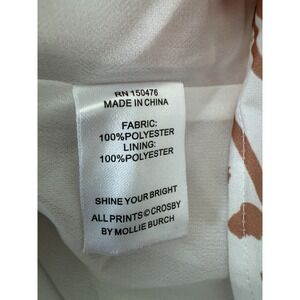 RN 150476
MADE IN CHINA
FABRIC:
100%POLYESTER
LINING:
100%POLYESTER
SHINE YOUR BRIGHT
ALL PRINTS © CROSBY
BY MOLLIE BURCH